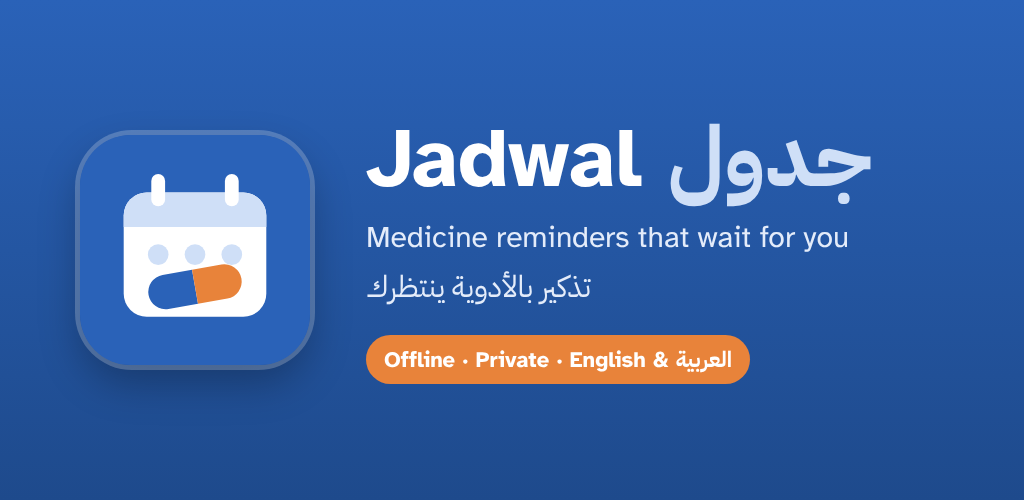 Jadwal جدول
Medicine reminders that wait for you
تذكير بالأدوية ينتظرك
Offline · Private · English & العربية